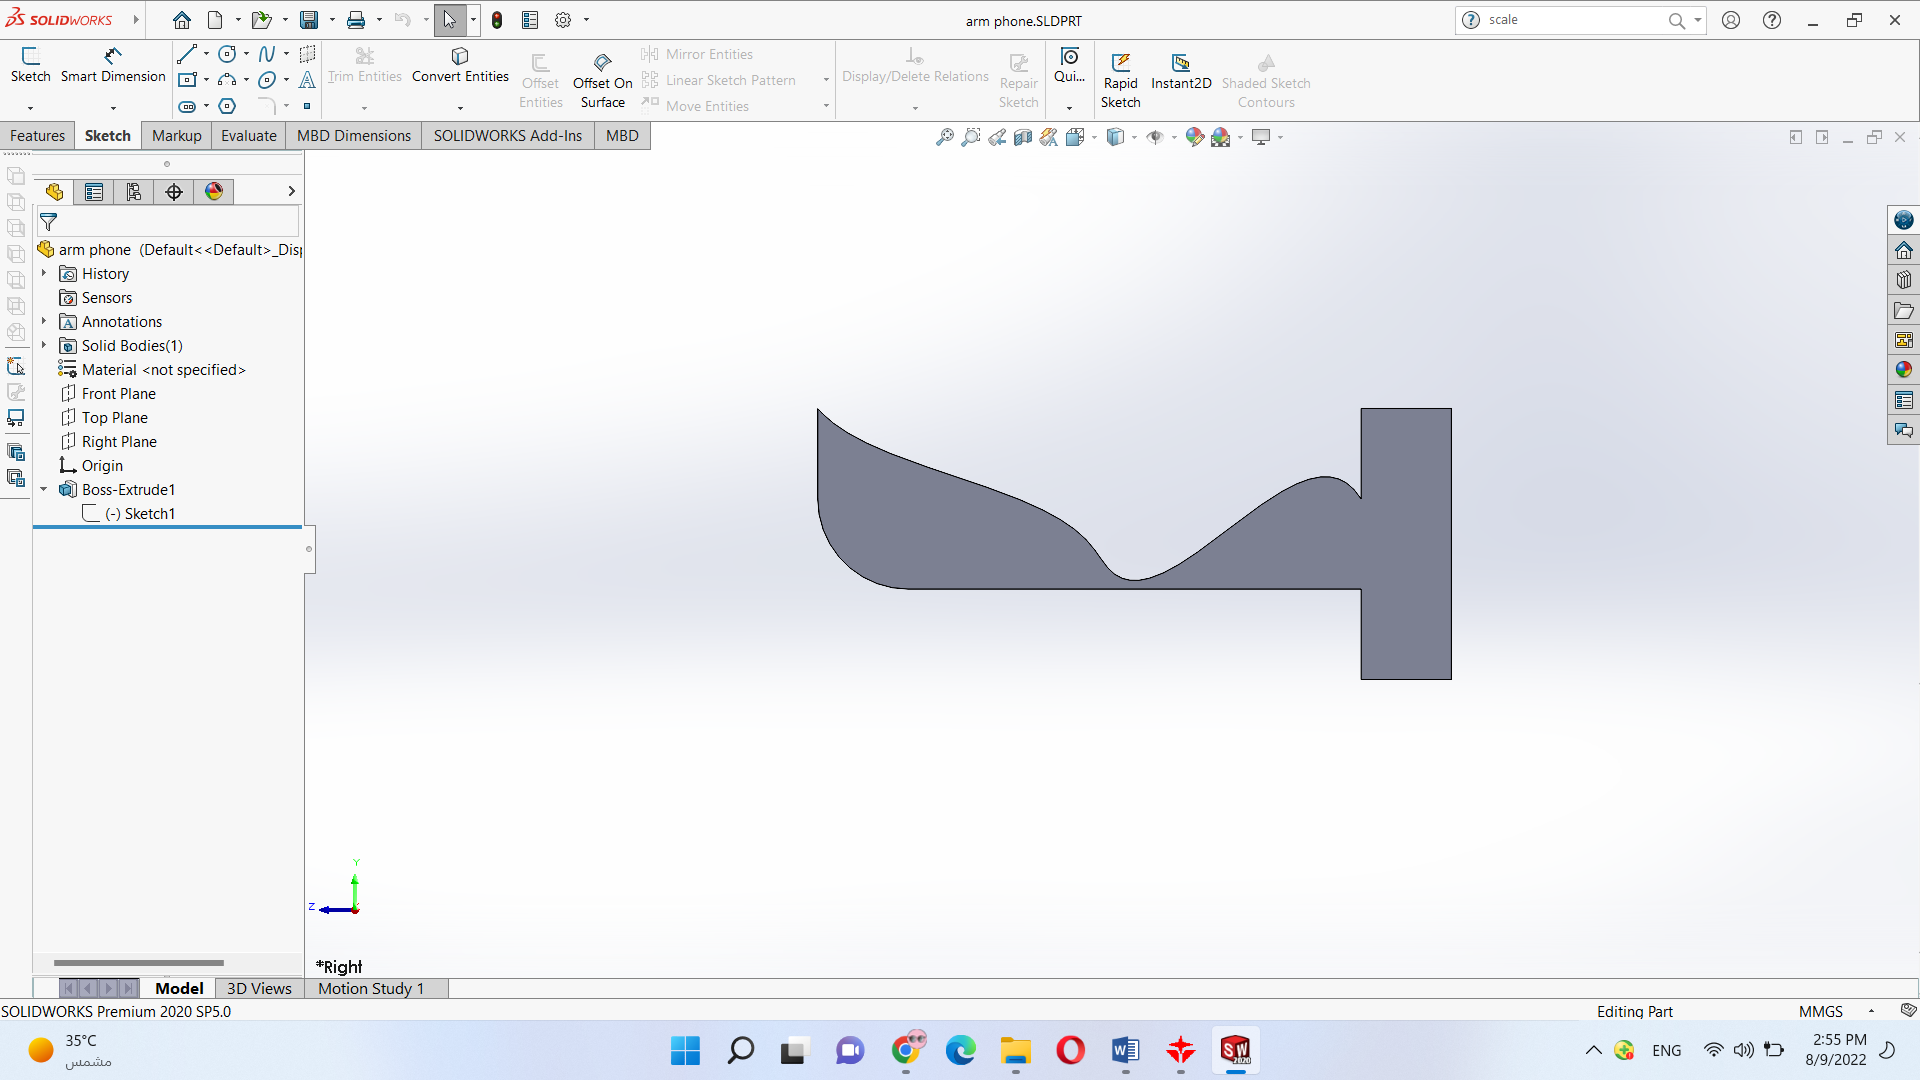 SOLIDWORKS
arm phone.SLDPRT
scale
Sketch
Smart Dimension
Trim Entities
Convert Entities
Offset Entities
Offset On Surface
Mirror Entities
Linear Sketch Pattern
Move Entities
Display/Delete Relations
Repair Sketch
Qui...
Rapid Sketch
Instant2D
Shaded Sketch Contours
Features
Sketch
Markup
Evaluate
MBD Dimensions
SOLIDWORKS Add-Ins
MBD
arm phone (Default<<Default>_Disp
History
Sensors
Annotations
Solid Bodies(1)
Material <not specified>
Front Plane
Top Plane
Right Plane
Origin
Boss-Extrude1
(-) Sketch1
Y
Z
*Right
Model
3D Views
Motion Study 1
SOLIDWORKS Premium 2020 SP5.0
Editing Part
MMGS
35°C
مشمس
ENG
2:55 PM
8/9/2022